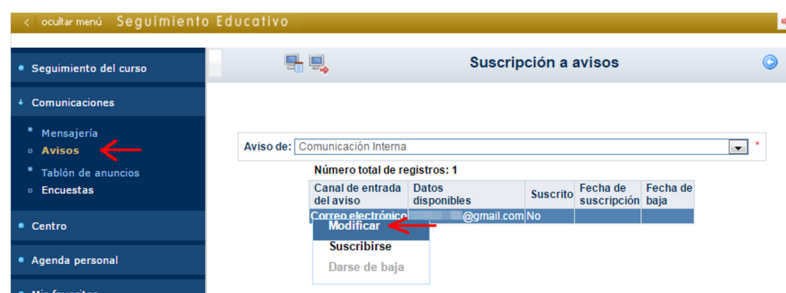 ocultar menú Seguimiento Educativo
Seguimiento del curso
Comunicaciones
Mensajería
Avisos
Tablón de anuncios
Encuestas
Centro
Agenda personal
Mis favoritos
Suscripción a avisos
Aviso de: Comunicación Interna *
Número total de registros: 1
Canal de entrada del aviso
Datos disponibles
Suscrito
Fecha de suscripción
Fecha de baja
Correo electrónico @gmail.com No
Modificar
Suscribirse
Darse de baja